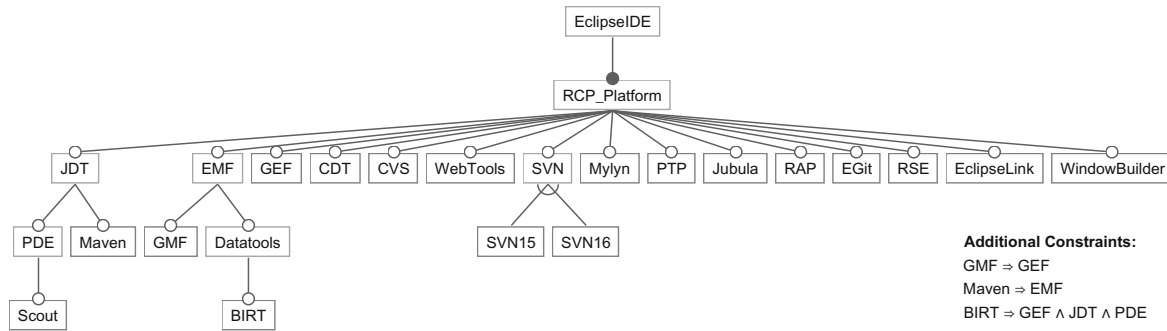 EclipseIDE
RCP_Platform
JDT EMF GEF CDT CVS WebTools SVN Mylyn PTP Jubula RAP EGit RSE EclipseLink WindowBuilder
PDE Maven GMF Datatools SVN15 SVN16
Scout BIRT
Additional Constraints:
GMF ⇒ GEF
Maven ⇒ EMF
BIRT ⇒ GEF ∧ JDT ∧ PDE